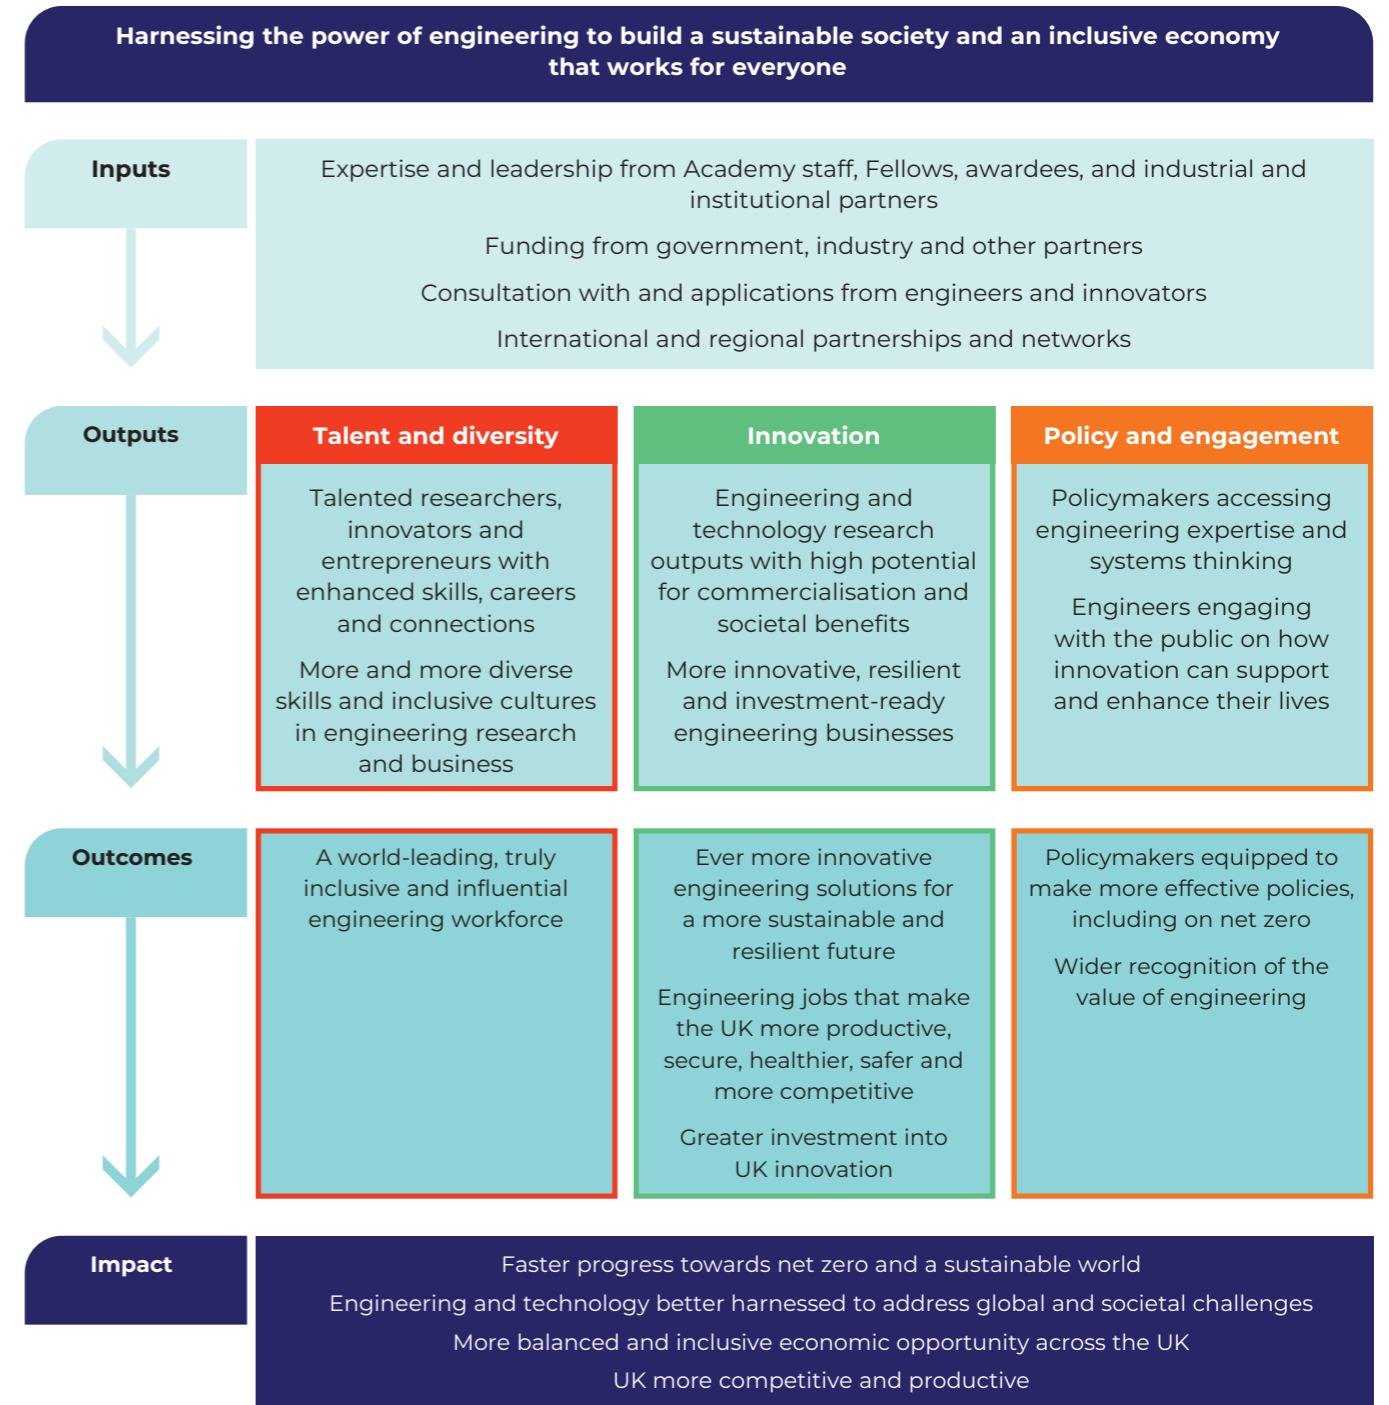 Harnessing the power of engineering to build a sustainable society and an inclusive economy
that works for everyone
Inputs
Expertise and leadership from Academy staff, Fellows, awardees, and industrial and
institutional partners
Funding from government, industry and other partners
Consultation with and applications from engineers and innovators
International and regional partnerships and networks
Outputs
Talent and diversity
Talented researchers,
innovators and
entrepreneurs with
enhanced skills, careers
and connections
More and more diverse
skills and inclusive cultures
in engineering research
and business
Innovation
Engineering and
technology research
outputs with high potential
for commercialisation and
societal benefits
More innovative, resilient
and investment-ready
engineering businesses
Policy and engagement
Policymakers accessing
engineering expertise and
systems thinking
Engineers engaging
with the public on how
innovation can support
and enhance their lives
Outcomes
A world-leading, truly
inclusive and influential
engineering workforce
Ever more innovative
engineering solutions for
a more sustainable and
resilient future
Engineering jobs that make
the UK more productive,
secure, healthier, safer and
more competitive
Greater investment into
UK innovation
Policymakers equipped to
make more effective policies,
including on net zero
Wider recognition of the
value of engineering
Impact
Faster progress towards net zero and a sustainable world
Engineering and technology better harnessed to address global and societal challenges
More balanced and inclusive economic opportunity across the UK
UK more competitive and productive